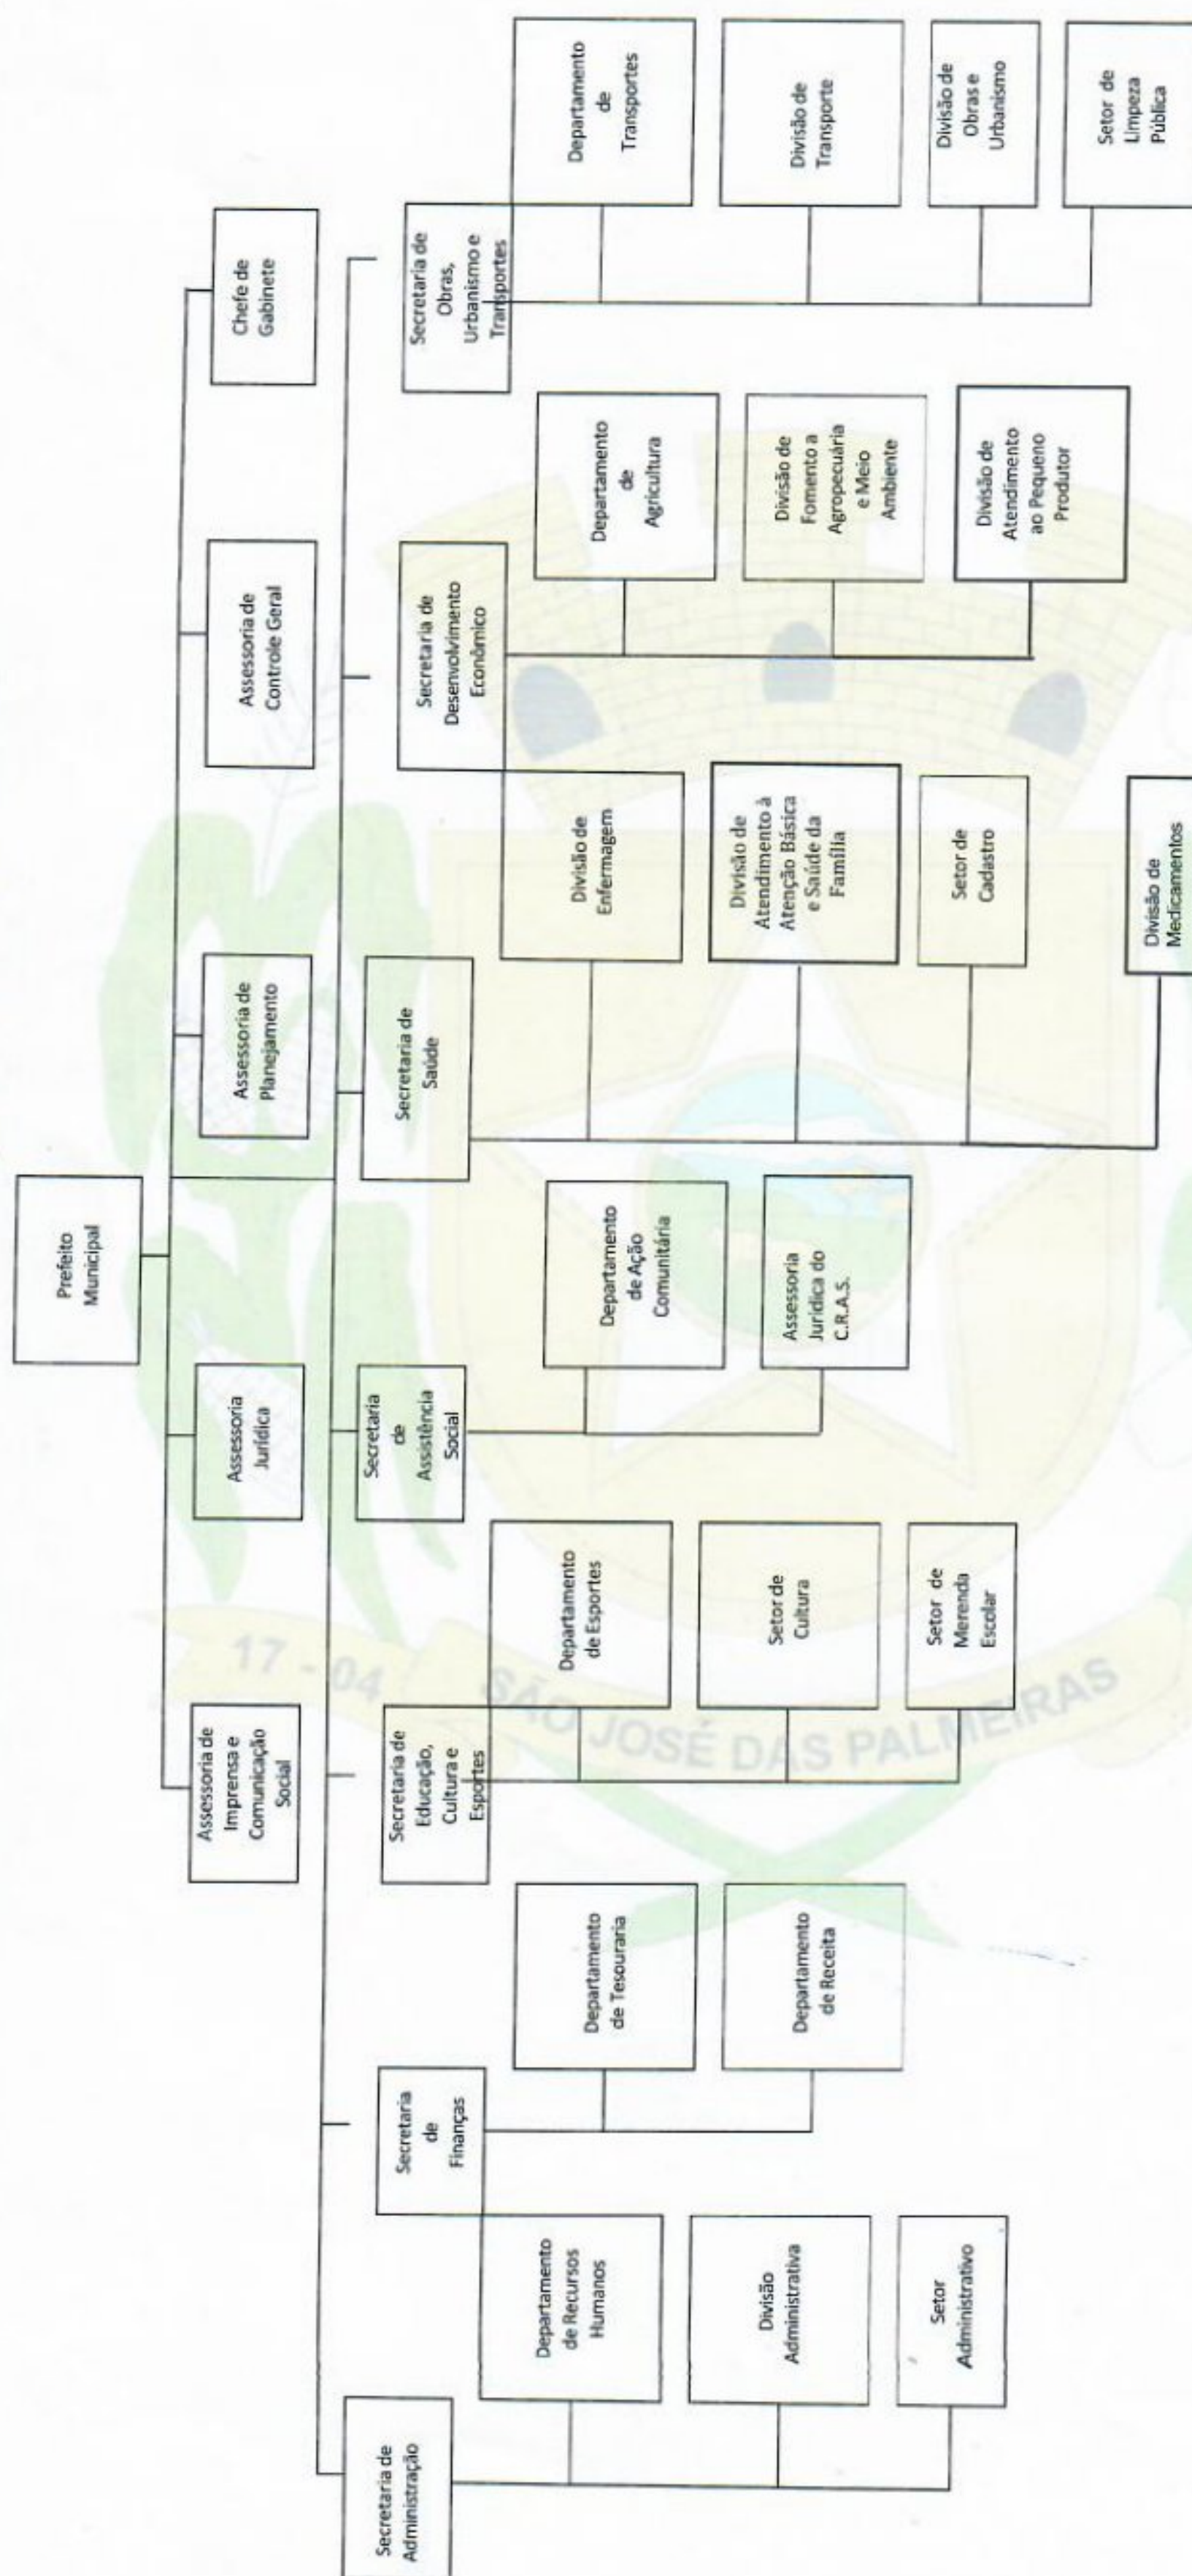 Prefeito
Municipal
Assessoria de
Imprensa e
Comunicação
Social
Assessoria
Jurídica
Assessoria de
Planejamento
Assessoria de
Controle Geral
Chefe de
Gabinete
Secretaria de
Administração
Departamento
de Recursos
Humanos
Divisão
Administrativa
Setor
Administrativo
Secretaria
de
Finanças
Departamento
de Tesouraria
Departamento
de Receita
Secretaria de
Educação,
Cultura e
Esportes
Departamento
de Esportes
Setor de
Cultura
Setor de
Merenda
Escolar
Secretaria
de
Assistência
Social
Departamento
de Ação
Comunitária
Assessoria
Jurídica do
C.R.A.S.
Secretaria de
Saúde
Divisão de
Enfermagem
Divisão de
Atendimento à
Atenção Básica
e Saúde da
Família
Setor de
Cadastro
Divisão de
Medicamentos
Secretaria de
Desenvolvimento
Econômico
Departamento
de
Agricultura
Divisão de
Fomento a
Agropecuária
e Meio
Ambiente
Divisão de
Atendimento
ao Pequeno
Produtor
Secretaria de
Obras,
Urbanismo e
Transportes
Departamento
de
Transportes
Divisão de
Transporte
Divisão de
Obras e
Urbanismo
Setor de
Limpeza
Pública
17 - 04
SÃO JOSÉ DAS PALMEIRAS